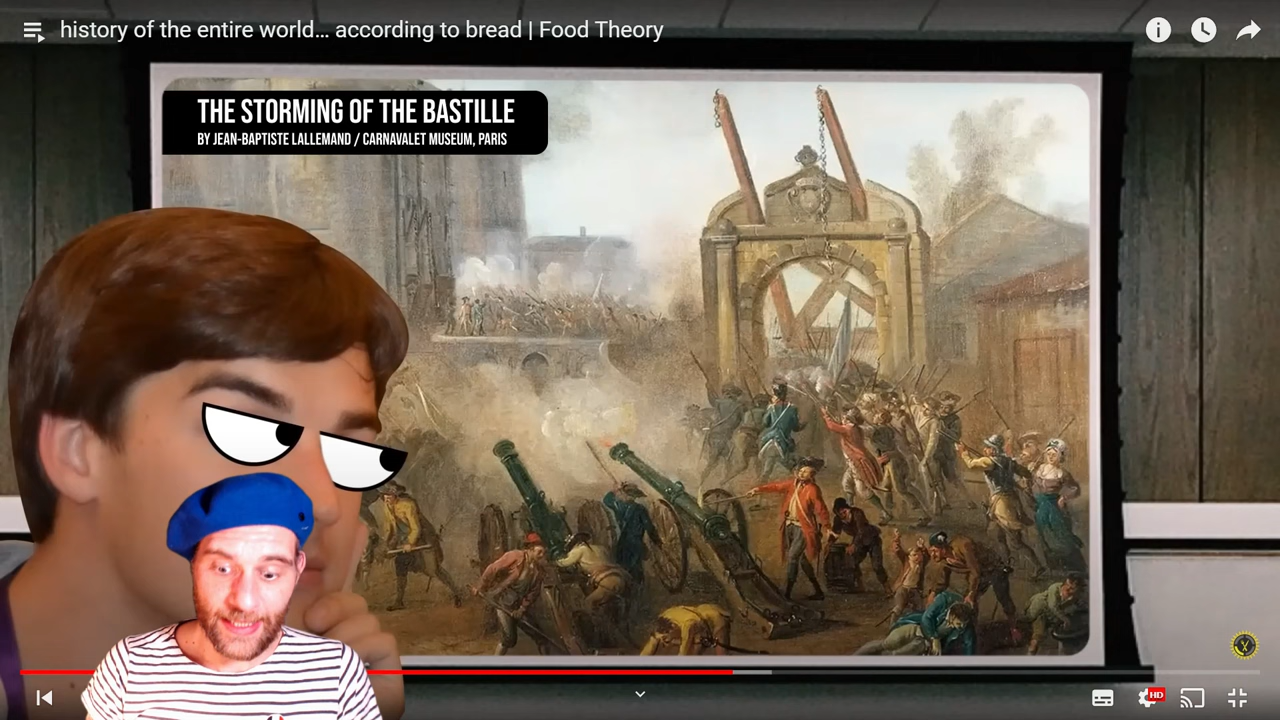 history of the entire world... according to bread | Food Theory
THE STORMING OF THE BASTILLE
BY JEAN-BAPTISTE LALLEMAND / CARNAVALET MUSEUM, PARIS
HD